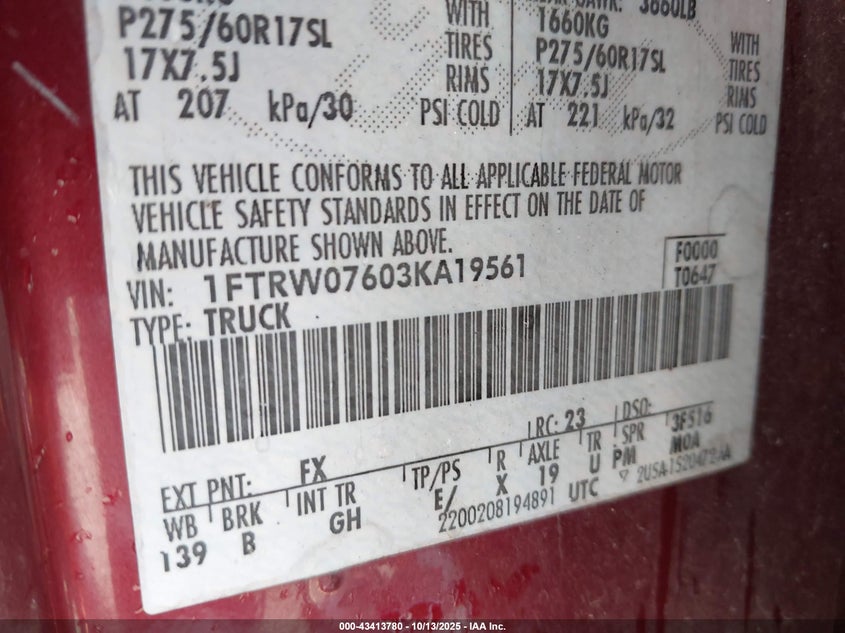 P275/60R17SL WITH
17X7.5J TIRES
RIMS
AT 207 kPa/30 PSI COLD
3660LB
1660KG WITH
P275/60R17SL TIRES
17X7.5J RIMS
AT 221 kPa/32 PSI COLD
THIS VEHICLE CONFORMS TO ALL APPLICABLE FEDERAL MOTOR
VEHICLE SAFETY STANDARDS IN EFFECT ON THE DATE OF
MANUFACTURE SHOWN ABOVE.
VIN: 1FTRW07603KA19561
F0000
T0647
TYPE: TRUCK
EXT PNT: FX RC: 23 DSO:
WB BRK INT TR TP/PS R AXLE TR SPR 3F516
139 B GH E/ X 19 U PM MOA
2200208194891 UTC
000-43413780 - 10/13/2025 - IAA Inc.